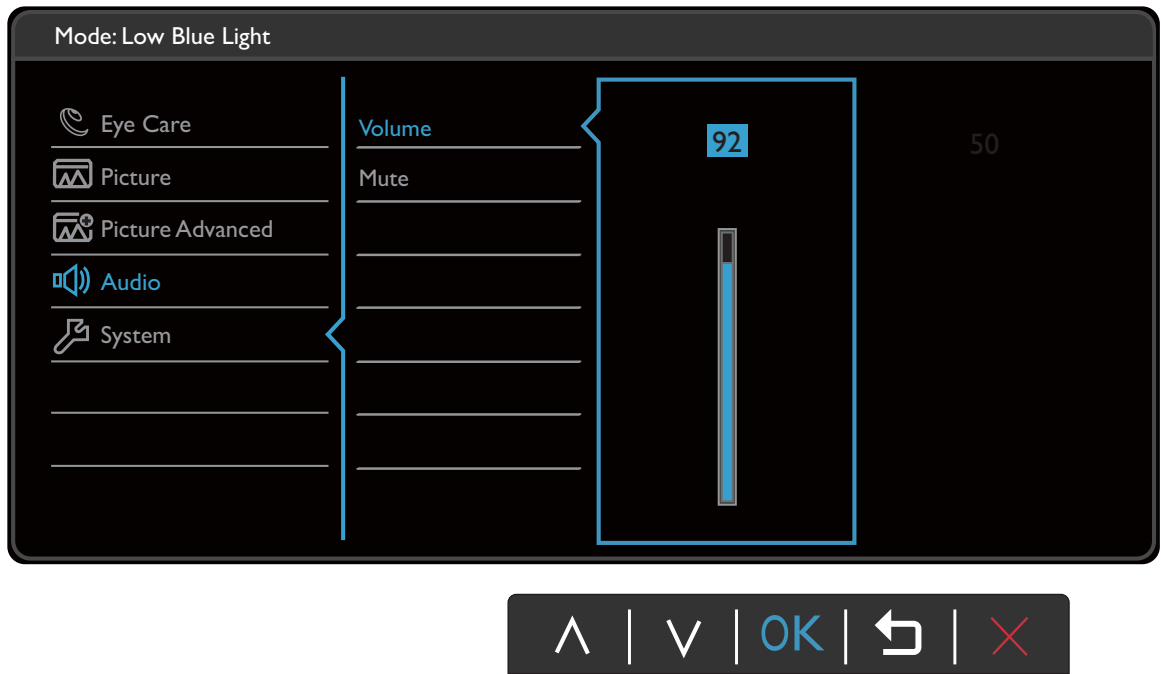 Mode: Low Blue Light
Eye Care
Picture
Picture Advanced
Audio
System
Volume
Mute
92
50
OK